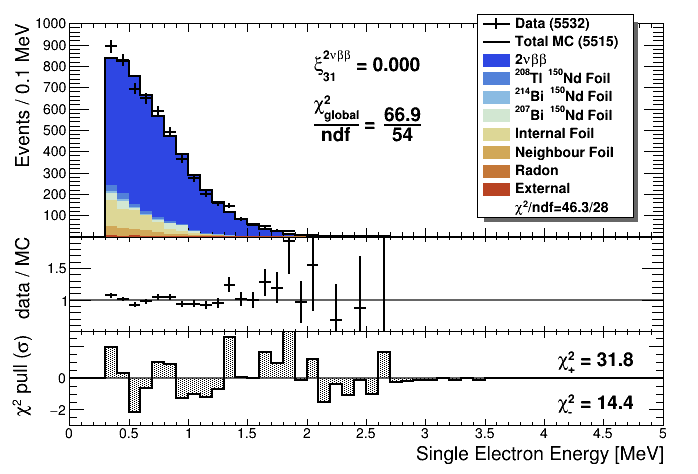 1000
900
800
700
600
500
400
300
200
100
Events / 0.1 MeV
ξ₃₁²ᵛᵝᵝ = 0.000
χ²global / ndf = 66.9 / 54
Data (5532)
Total MC (5515)
2νββ
²⁰⁸Tl ¹⁵⁰Nd Foil
²¹⁴Bi ¹⁵⁰Nd Foil
²⁰⁷Bi ¹⁵⁰Nd Foil
Internal Foil
Neighbour Foil
Radon
External
χ²/ndf=46.3/28
data / MC
1.5
1
χ² pull (σ)
0
−2
χ²₊ = 31.8
χ²₋ = 14.4
0 0.5 1 1.5 2 2.5 3 3.5 4 4.5 5
Single Electron Energy [MeV]